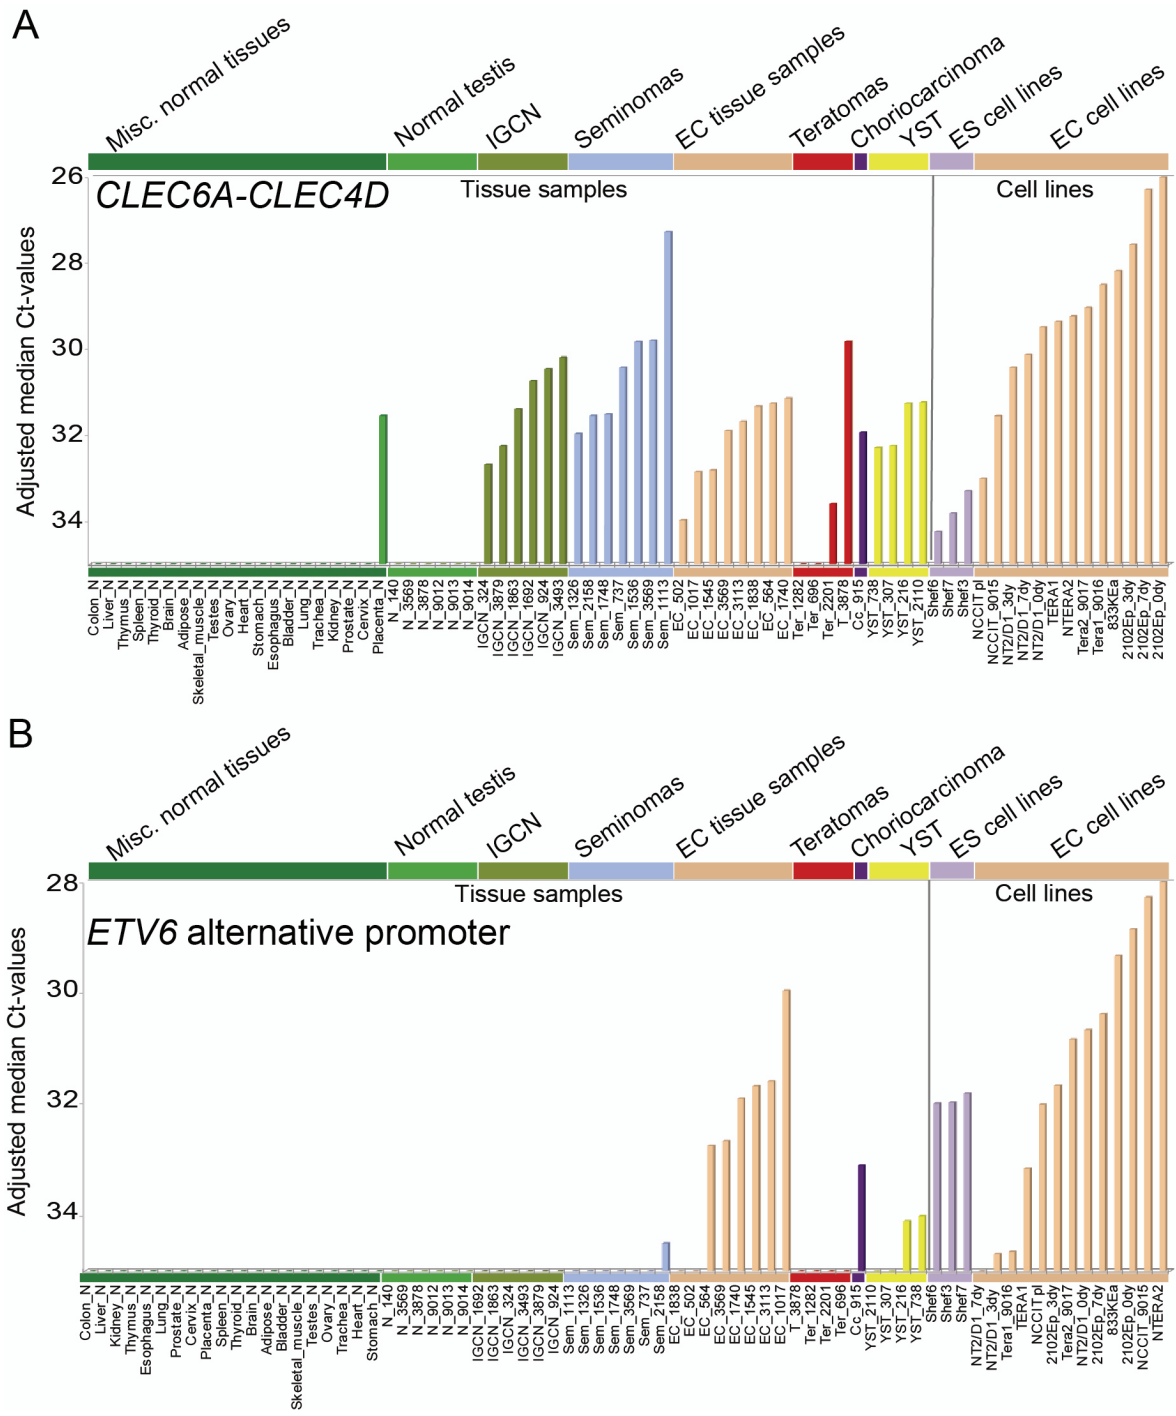 A
Misc. normal tissues
Normal testis
IGCN
Seminomas
EC tissue samples
Teratomas
Choriocarcinoma
YST
ES cell lines
EC cell lines
CLEC6A-CLEC4D
Tissue samples
Cell lines
Adjusted median Ct-values
26
28
30
32
34
Colon_N
Liver_N
Thymus_N
Spleen_N
Thyroid_N
Brain_N
Adipose_N
Skeletal_muscle_N
Testes_N
Ovary_N
Heart_N
Stomach_N
Esophagus_N
Bladder_N
Lung_N
Trachea_N
Kidney_N
Prostate_N
Cervix_N
Placenta_N
N_140
N_3569
N_3878
N_9012
N_9013
N_9014
IGCN_324
IGCN_3879
IGCN_1863
IGCN_1692
IGCN_924
IGCN_3493
Sem_1326
Sem_2158
Sem_1748
Sem_737
Sem_1536
Sem_3569
Sem_1113
EC_502
EC_1017
EC_1545
EC_3569
EC_3113
EC_1838
EC_564
EC_1740
Ter_1282
Ter_696
Ter_2201
T_3878
Cc_915
YST_738
YST_307
YST_216
YST_2110
Shef6
Shef7
Shef3
NCCIT pl
NCCIT_9015
NT2/D1_3dy
NT2/D1_7dy
NT2/D1_0dy
TERA1
NTERA2
Tera2_9017
Tera1_9016
833KEa
2102Ep_3dy
2102Ep_7dy
2102Ep_0dy
B
Misc. normal tissues
Normal testis
IGCN
Seminomas
EC tissue samples
Teratomas
Choriocarcinoma
YST
ES cell lines
EC cell lines
Tissue samples
Cell lines
ETV6 alternative promoter
Adjusted median Ct-values
28
30
32
34
Colon_N
Liver_N
Kidney_N
Thymus_N
Esophagus_N
Lung_N
Prostate_N
Cervix_N
Placenta_N
Spleen_N
Thyroid_N
Brain_N
Adipose_N
Bladder_N
Skeletal_muscle_N
Testes_N
Ovary_N
Trachea_N
Heart_N
Stomach_N
N_140
N_3569
N_3878
N_9012
N_9013
N_9014
IGCN_1692
IGCN_1863
IGCN_324
IGCN_3493
IGCN_3879
IGCN_924
Sem_1113
Sem_1326
Sem_1536
Sem_1748
Sem_3569
Sem_737
Sem_2158
EC_1838
EC_502
EC_564
EC_3569
EC_1740
EC_1545
EC_3113
EC_1017
T_3878
Ter_1282
Ter_2201
Ter_696
Cc_915
YST_2110
YST_307
YST_216
YST_738
Shef6
Shef3
Shef7
NT2/D1_7dy
NT2/D1_3dy
Tera1_9016
TERA1
NCCIT pl
2102Ep_3dy
Tera2_9017
NT2/D1_0dy
2102Ep_7dy
833KEa
2102Ep_0dy
NCCIT_9015
NTERA2